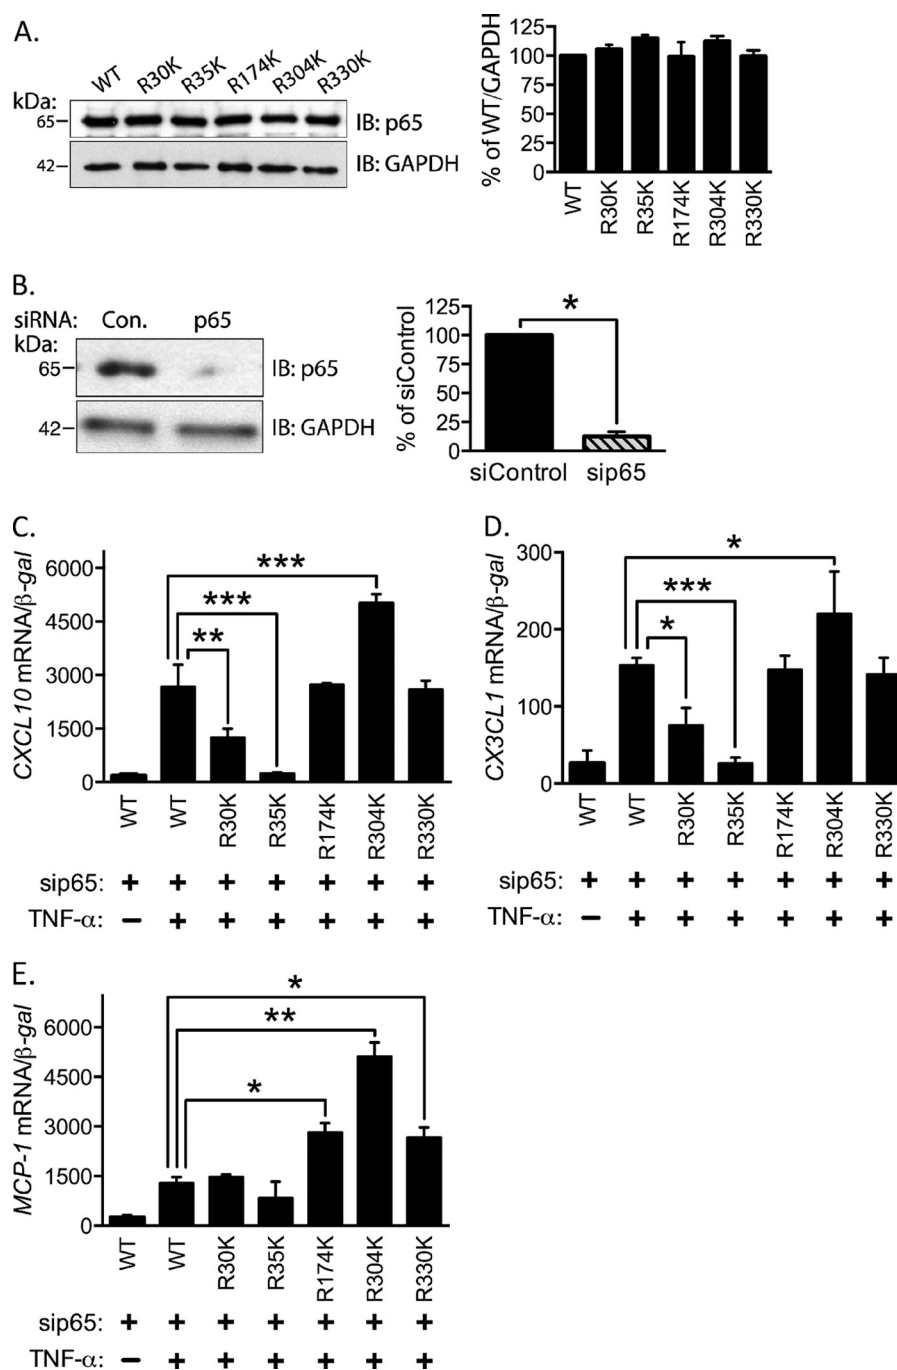 A.
WT R30K R35K R174K R304K R330K
kDa:
65– IB: p65
42– IB: GAPDH
% of WT/GAPDH
125
100
75
50
25
0
WT R30K R35K R174K R304K R330K
B.
siRNA: Con. p65
kDa:
65– IB: p65
42– IB: GAPDH
% of siControl
125
100
75
50
25
0
*
siControl sip65
C.
CXCL10 mRNA/β-gal
6000
4500
3000
1500
0
***
***
**
WT WT R30K R35K R174K R304K R330K
sip65: + + + + + + +
TNF-α: – + + + + + +
D.
CX3CL1 mRNA/β-gal
300
200
100
0
*
***
*
WT WT R30K R35K R174K R304K R330K
sip65: + + + + + + +
TNF-α: – + + + + + +
E.
MCP-1 mRNA/β-gal
6000
4500
3000
1500
0
*
**
*
WT WT R30K R35K R174K R304K R330K
sip65: + + + + + + +
TNF-α: – + + + + + +